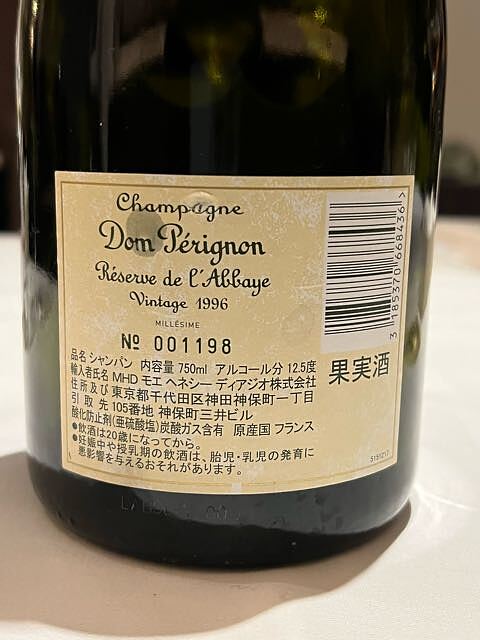 Champagne
Dom Pérignon
Réserve de L'Abbaye
Vintage 1996
MILLÉSIME
Nº 001198
品名 シャンパン 内容量 750ml アルコール分 12.5度
輸入者氏名 MHD モエ ヘネシー ディアジオ株式会社
住所及び 東京都千代田区神田神保町一丁目
引取先 105番地 神保町三井ビル
酸化防止剤(亜硫酸塩)炭酸ガス含有 原産国 フランス
●飲酒は20歳になってから。
●妊娠中や授乳期の飲酒は、胎児・乳児の発育に
悪影響を与えるおそれがあります。
果実酒
3 185370 668436>